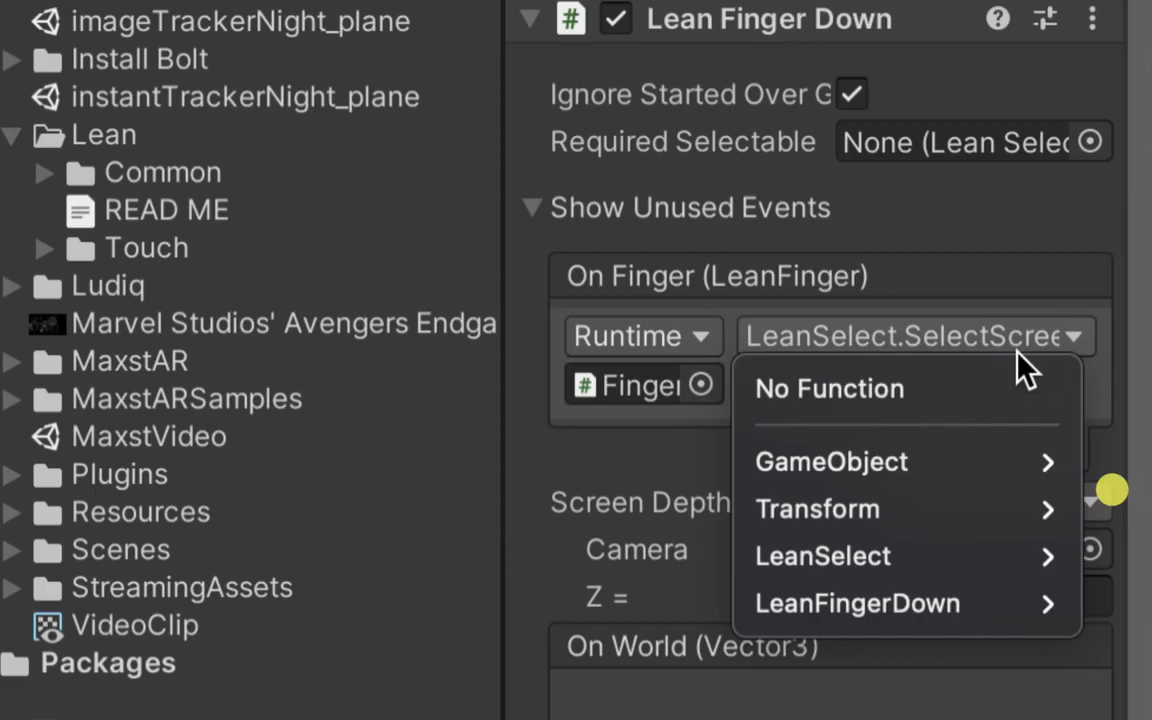 imageTrackerNight_plane
Install Bolt
instantTrackerNight_plane
Lean
Common
READ ME
Touch
Ludiq
Marvel Studios' Avengers Endga
MaxstAR
MaxstARSamples
MaxstVideo
Plugins
Resources
Scenes
StreamingAssets
VideoClip
Packages
# Lean Finger Down
Ignore Started Over G
Required Selectable None (Lean Selec
Show Unused Events
On Finger (LeanFinger)
Runtime LeanSelect.SelectScree
# Finger
No Function
GameObject
Transform
LeanSelect
LeanFingerDown
Screen Depth
Camera
Z =
On World (Vector3)